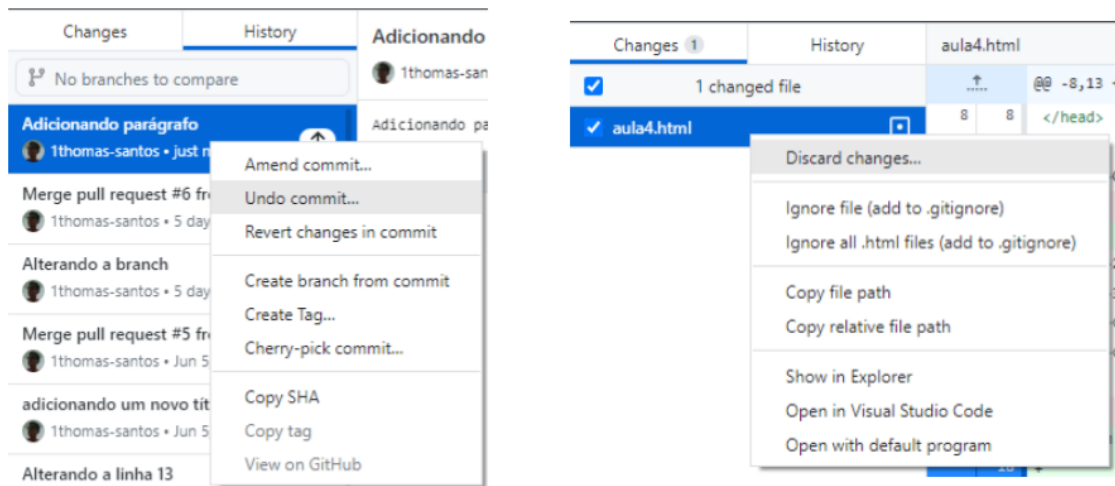 Changes History
No branches to compare
Adicionando parágrafo
1thomas-santos • just
Merge pull request #6
1thomas-santos • 5 day
Alterando a branch
1thomas-santos • 5 day
Merge pull request #5
1thomas-santos • Jun 5
adicionando um novo
1thomas-santos • Jun 5
Alterando a linha 13
Adicionando
1thomas-san
Adicionando
Amend commit...
Undo commit...
Revert changes in commit
Create branch from commit
Create Tag...
Cherry-pick commit...
Copy SHA
Copy tag
View on GitHub
Changes 1 History
1 changed file
aula4.html
aula4.html
@@ -8,13
8 8 </head>
Discard changes...
Ignore file (add to .gitignore)
Ignore all .html files (add to .gitignore)
Copy file path
Copy relative file path
Show in Explorer
Open in Visual Studio Code
Open with default program